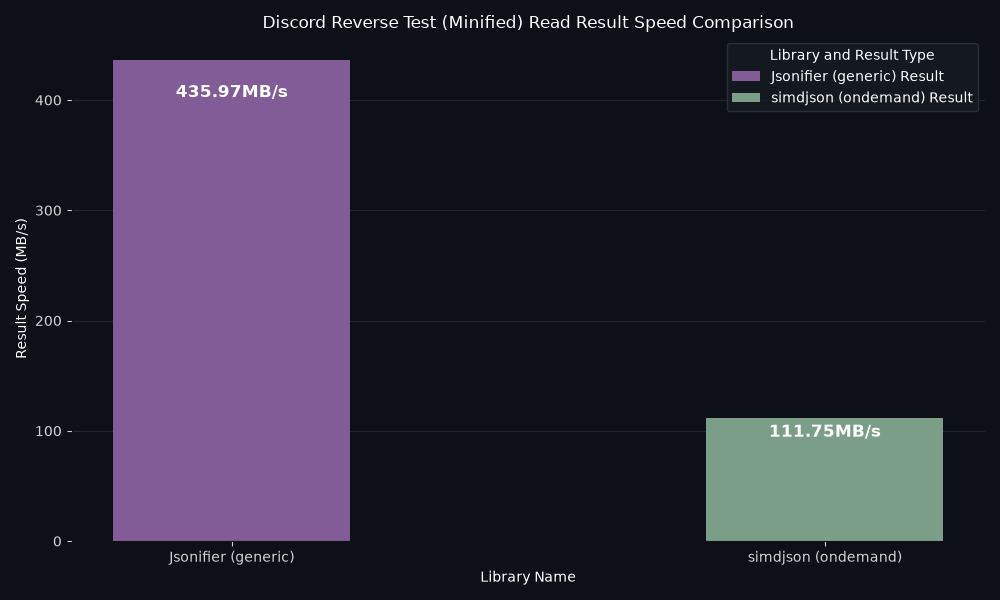 Discord Reverse Test (Minified) Read Result Speed Comparison
Library and Result Type
Jsonifier (generic) Result
simdjson (ondemand) Result
435.97MB/s
111.75MB/s
Result Speed (MB/s)
400
300
200
100
0
Jsonifier (generic)
simdjson (ondemand)
Library Name